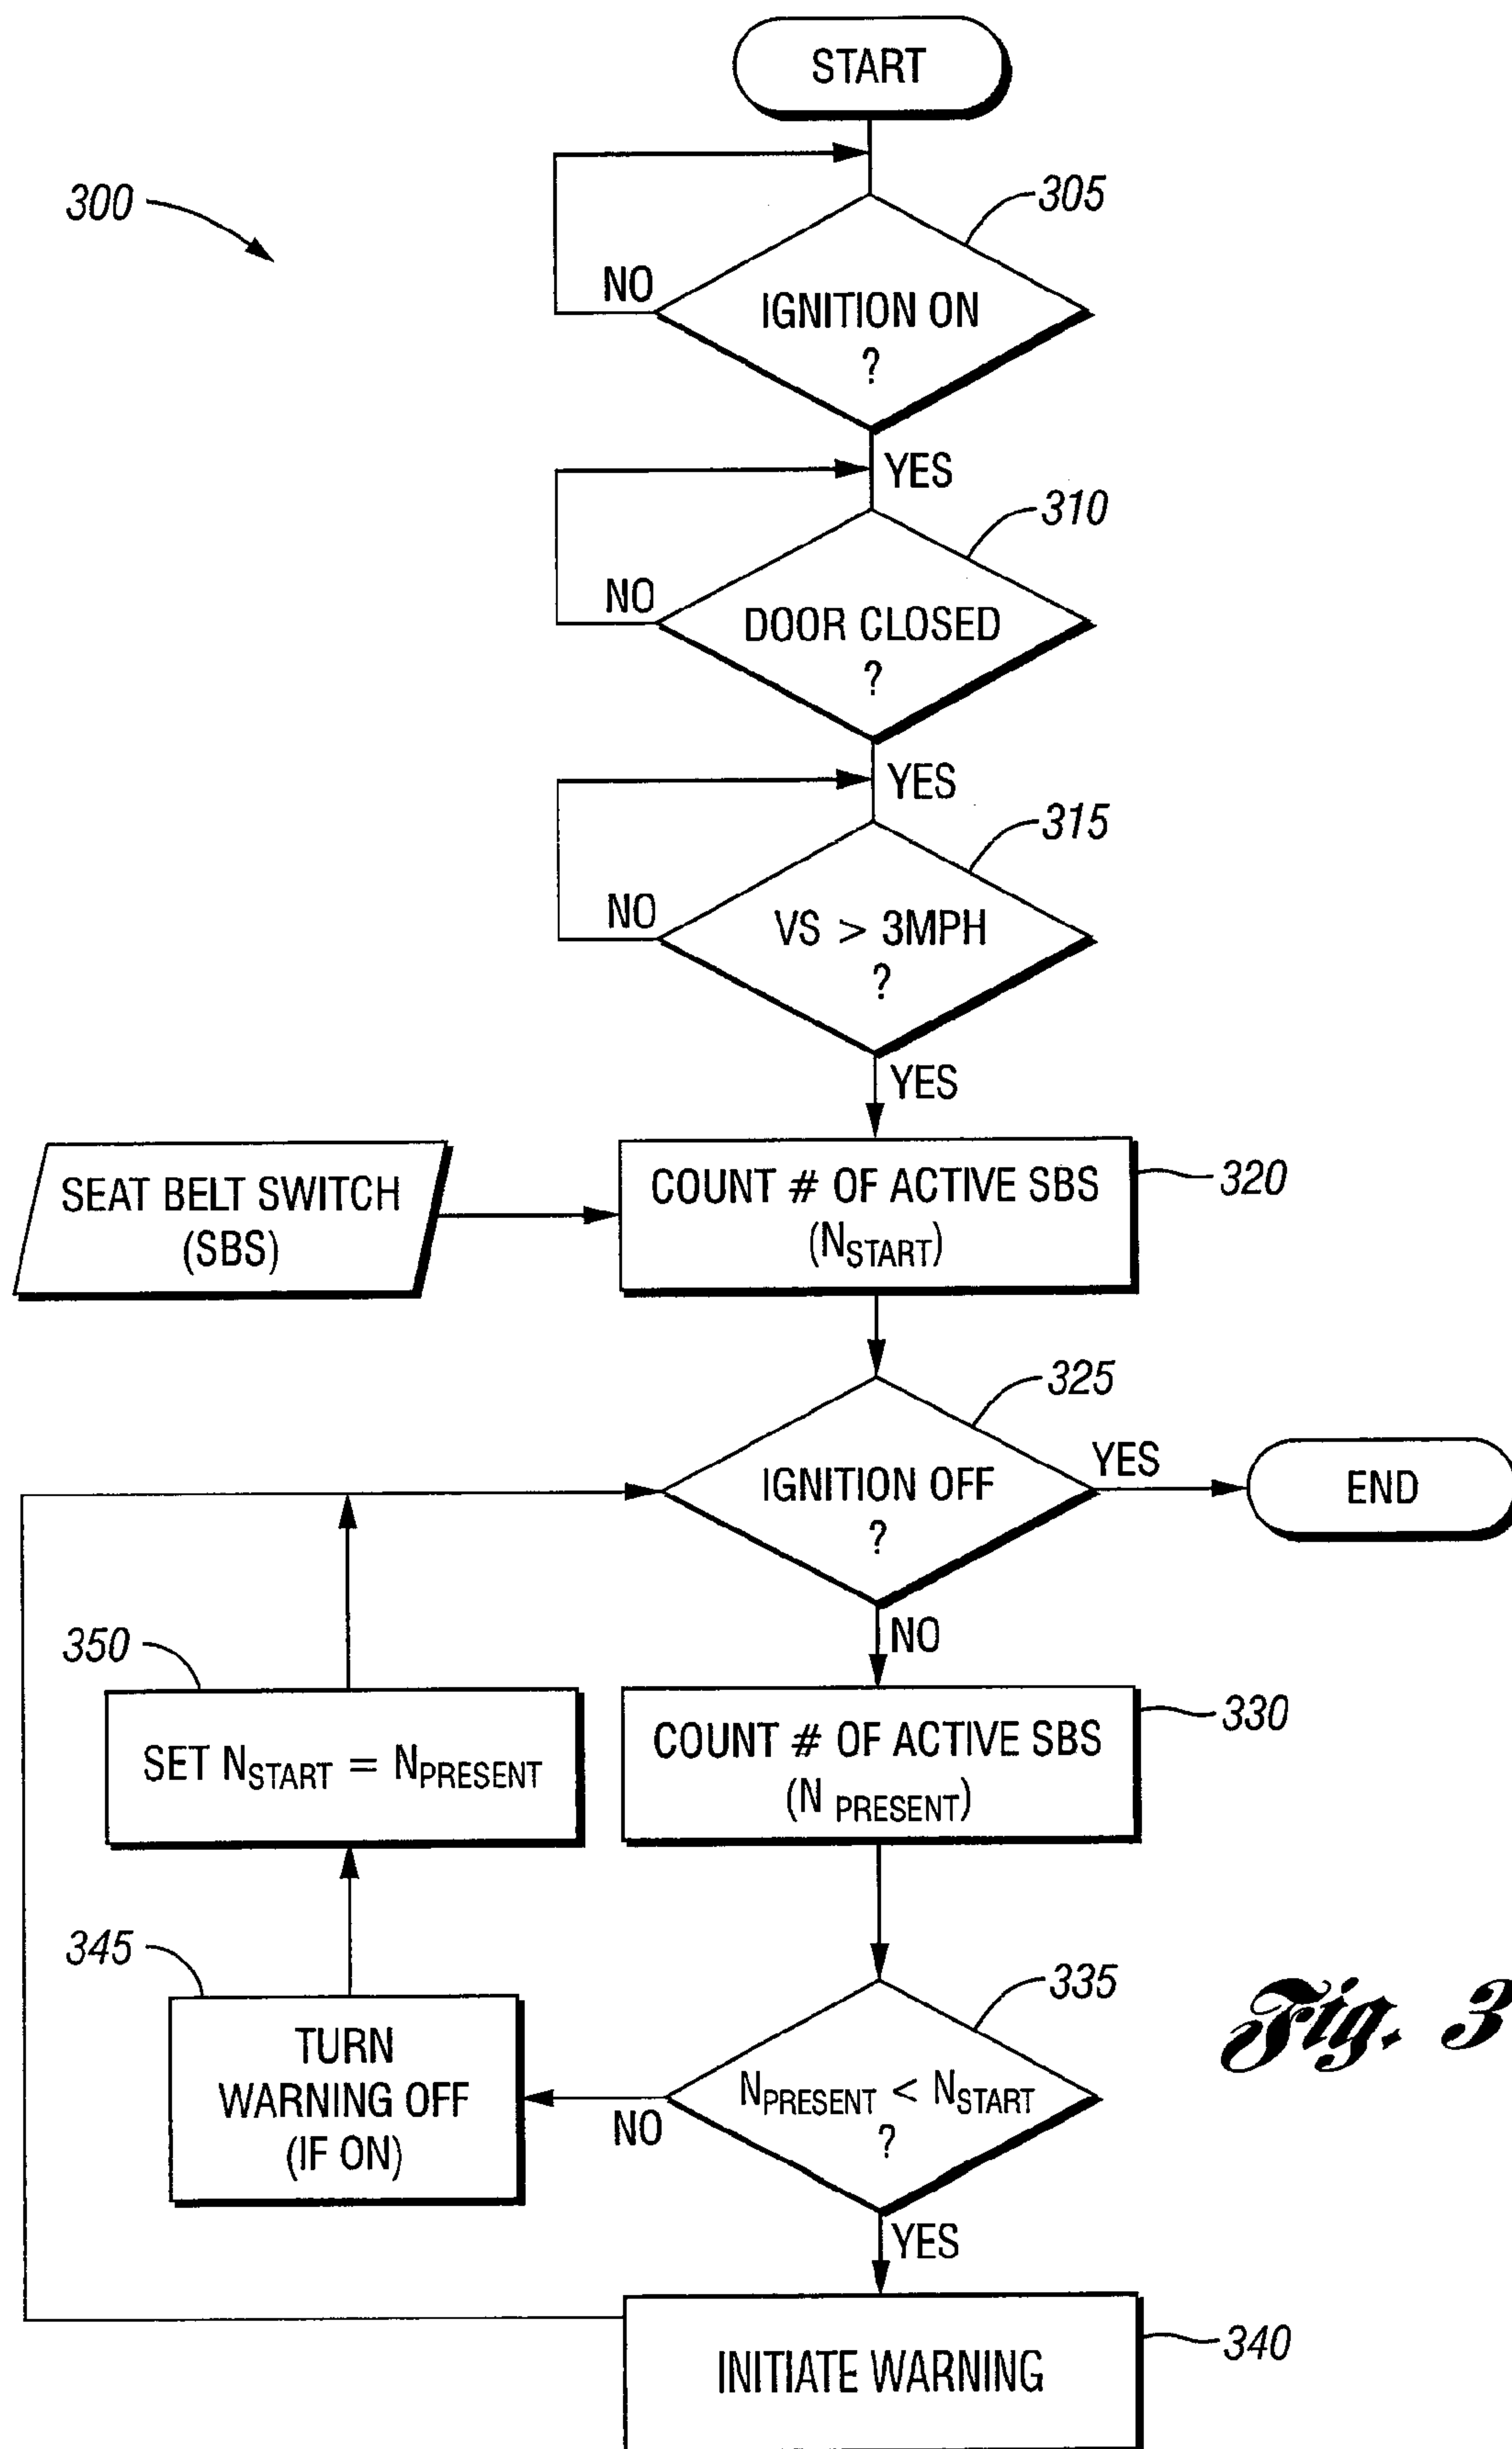 START
300
305
NO
IGNITION ON
?
YES
310
NO
DOOR CLOSED
?
YES
315
NO
VS > 3MPH
?
YES
SEAT BELT SWITCH
(SBS)
COUNT # OF ACTIVE SBS
(NSTART)
320
325
IGNITION OFF
?
YES
END
NO
350
SET NSTART = NPRESENT
COUNT # OF ACTIVE SBS
(N PRESENT)
330
345
TURN
WARNING OFF
(IF ON)
335
NPRESENT < NSTART
?
NO
YES
Fig. 3
INITIATE WARNING
340